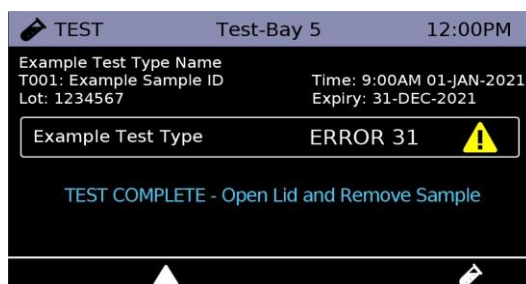 TEST Test-Bay 5 12:00PM
Example Test Type Name
T001: Example Sample ID Time: 9:00AM 01-JAN-2021
Lot: 1234567 Expiry: 31-DEC-2021
Example Test Type ERROR 31
TEST COMPLETE - Open Lid and Remove Sample